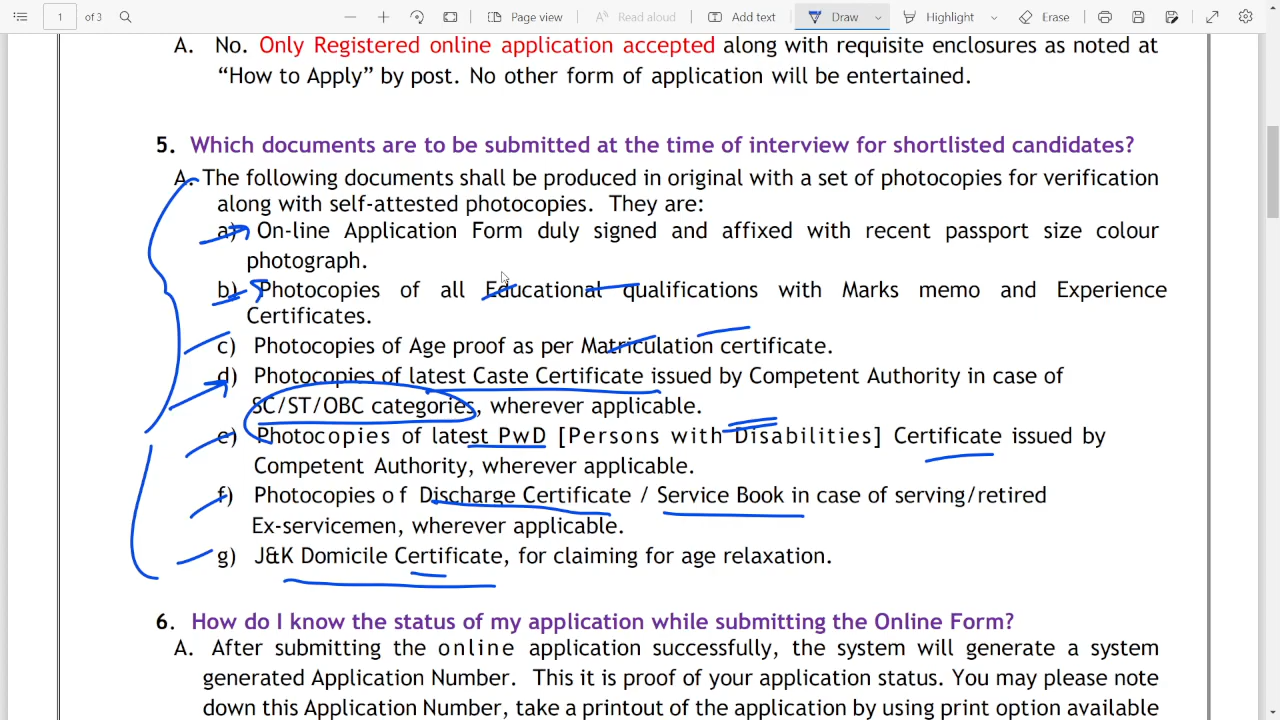 1 of 3 Page view Read aloud Add text Draw Highlight Erase
A. No. Only Registered online application accepted along with requisite enclosures as noted at
“How to Apply” by post. No other form of application will be entertained.
5. Which documents are to be submitted at the time of interview for shortlisted candidates?
A. The following documents shall be produced in original with a set of photocopies for verification
along with self-attested photocopies. They are:
a) On-line Application Form duly signed and affixed with recent passport size colour
photograph.
b) Photocopies of all Educational qualifications with Marks memo and Experience
Certificates.
c) Photocopies of Age proof as per Matriculation certificate.
d) Photocopies of latest Caste Certificate issued by Competent Authority in case of
SC/ST/OBC categories, wherever applicable.
e) Photocopies of latest PwD [Persons with Disabilities] Certificate issued by
Competent Authority, wherever applicable.
f) Photocopies of Discharge Certificate / Service Book in case of serving/retired
Ex-servicemen, wherever applicable.
g) J&K Domicile Certificate, for claiming for age relaxation.
6. How do I know the status of my application while submitting the Online Form?
A. After submitting the online application successfully, the system will generate a system
generated Application Number. This it is proof of your application status. You may please note
down this Application Number, take a printout of the application by using print option available